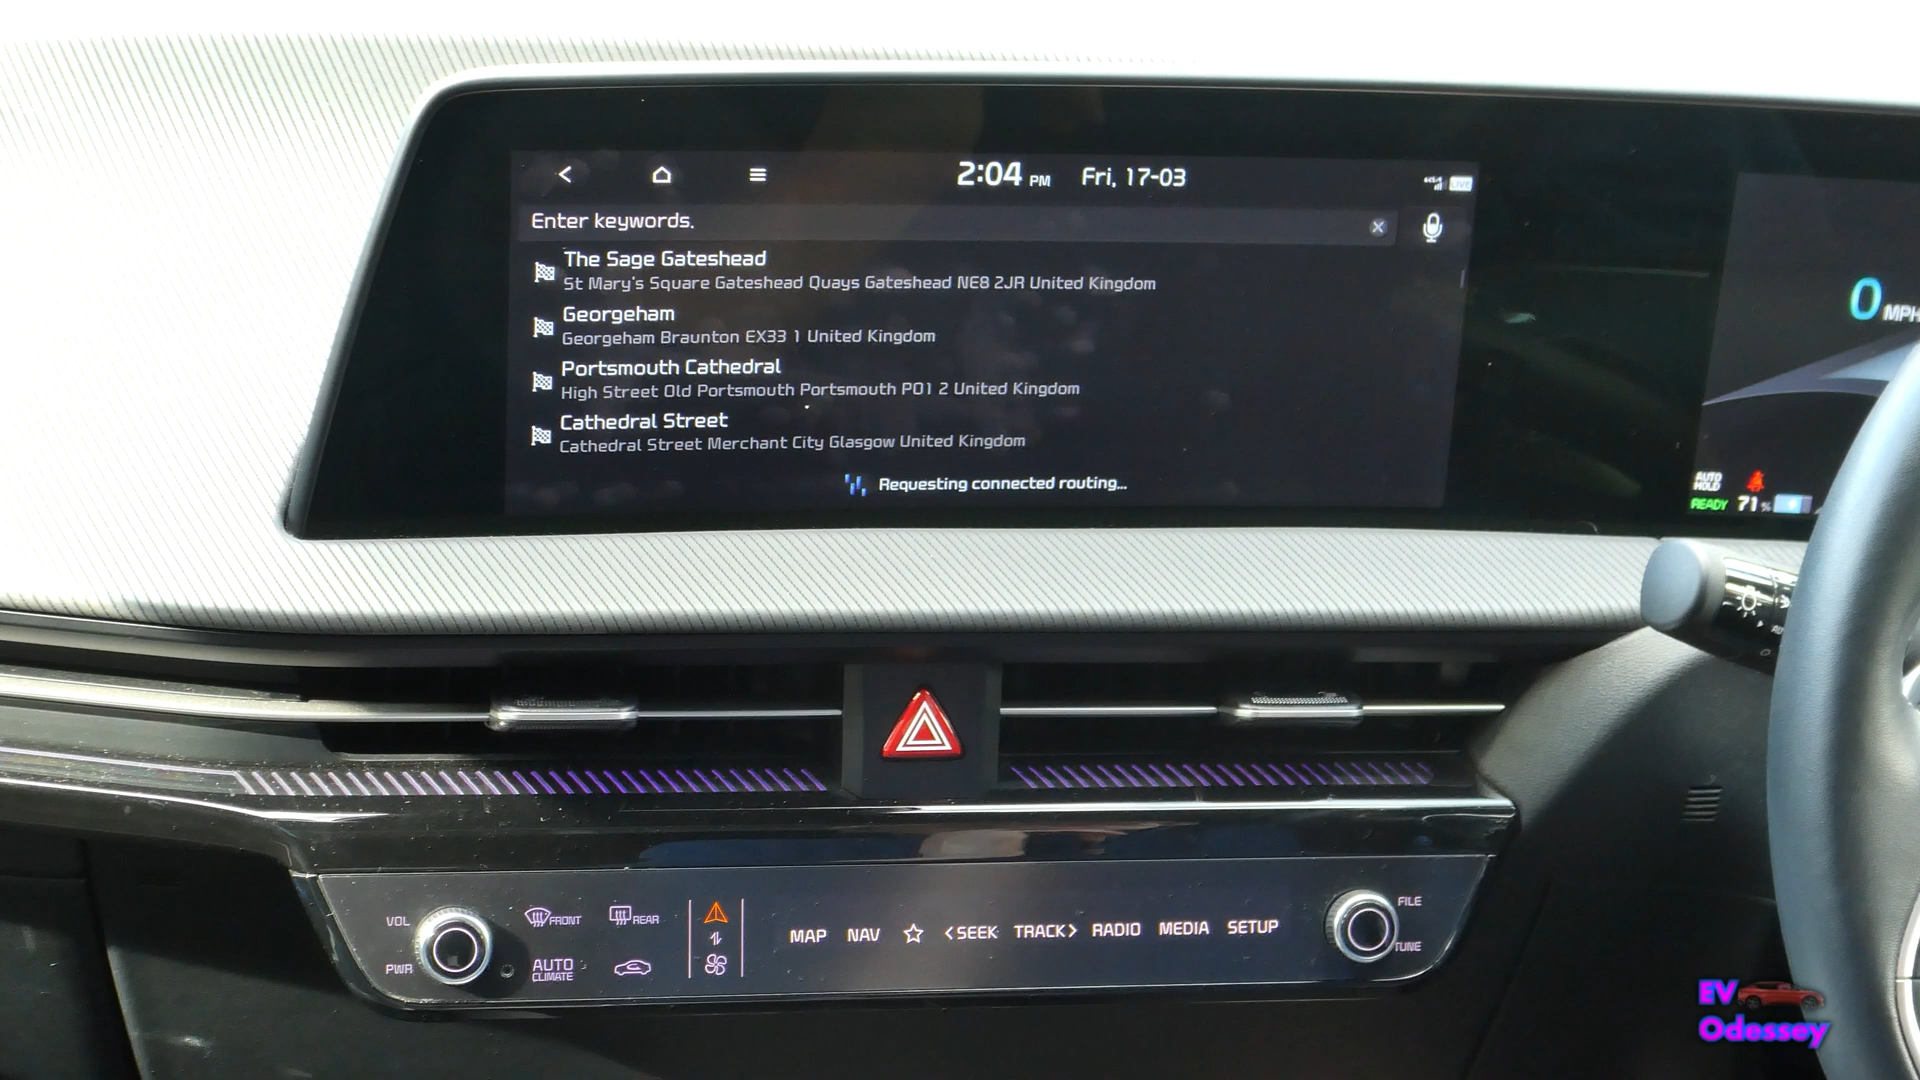 2:04 PM Fri, 17-03
LIVE
Enter keywords.
The Sage Gateshead
St Mary's Square Gateshead Quays Gateshead NE8 2JR United Kingdom
Georgeham
Georgeham Braunton EX33 1 United Kingdom
Portsmouth Cathedral
High Street Old Portsmouth Portsmouth PO1 2 United Kingdom
Cathedral Street
Cathedral Street Merchant City Glasgow United Kingdom
Requesting connected routing...
0 MPH
AUTO
HOLD
READY 71%
VOL
PWR
FRONT
REAR
AUTO
CLIMATE
MAP NAV <SEEK TRACK> RADIO MEDIA SETUP
FILE
TUNE
EV
Odessey